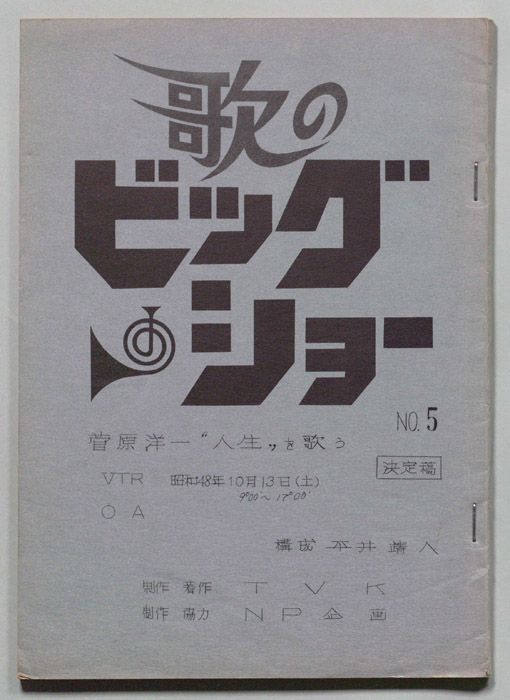 歌の
ビッグ
ショー
NO. 5
菅原洋一 “人生„を歌う
決定稿
VTR 昭和48年10月13日(土)
9°00~17°00'
OA
構成 平井靖人
制作 著作 TVK
制作 協力 NP企画